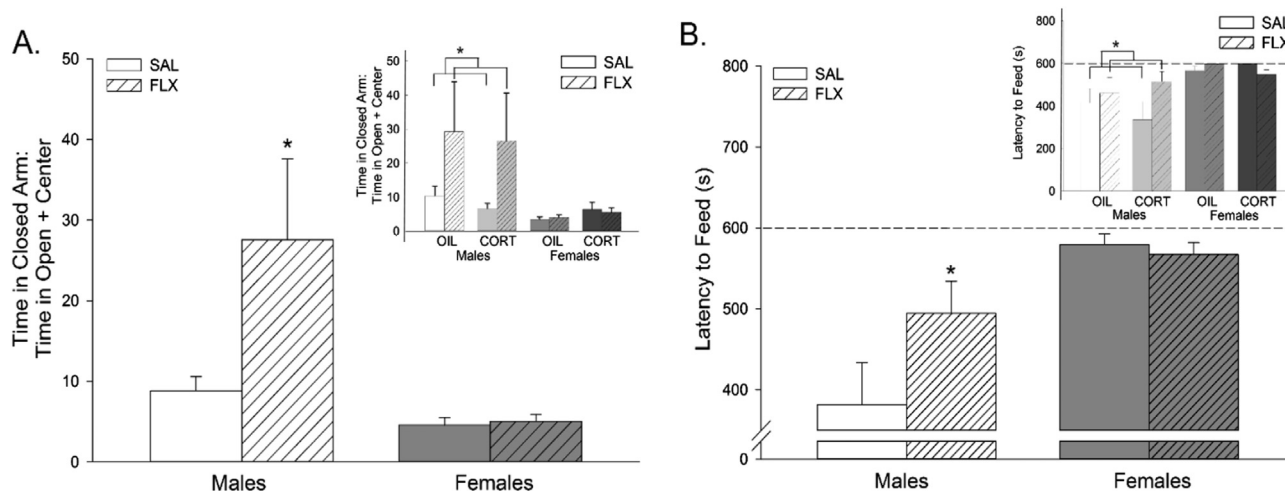 A.
Time in Closed Arm:
Time in Open + Center
50
40
30
20
10
0
SAL
FLX
*
Males
Females
Time in Closed Arm:
Time in Open + Center
50
40
30
20
10
0
*
SAL
FLX
OIL
CORT
OIL
CORT
Males
Females
B.
Latency to Feed (s)
800
700
600
500
400
0
SAL
FLX
*
Males
Females
Latency to Feed (s)
800
600
400
200
0
*
SAL
FLX
OIL
CORT
OIL
CORT
Males
Females